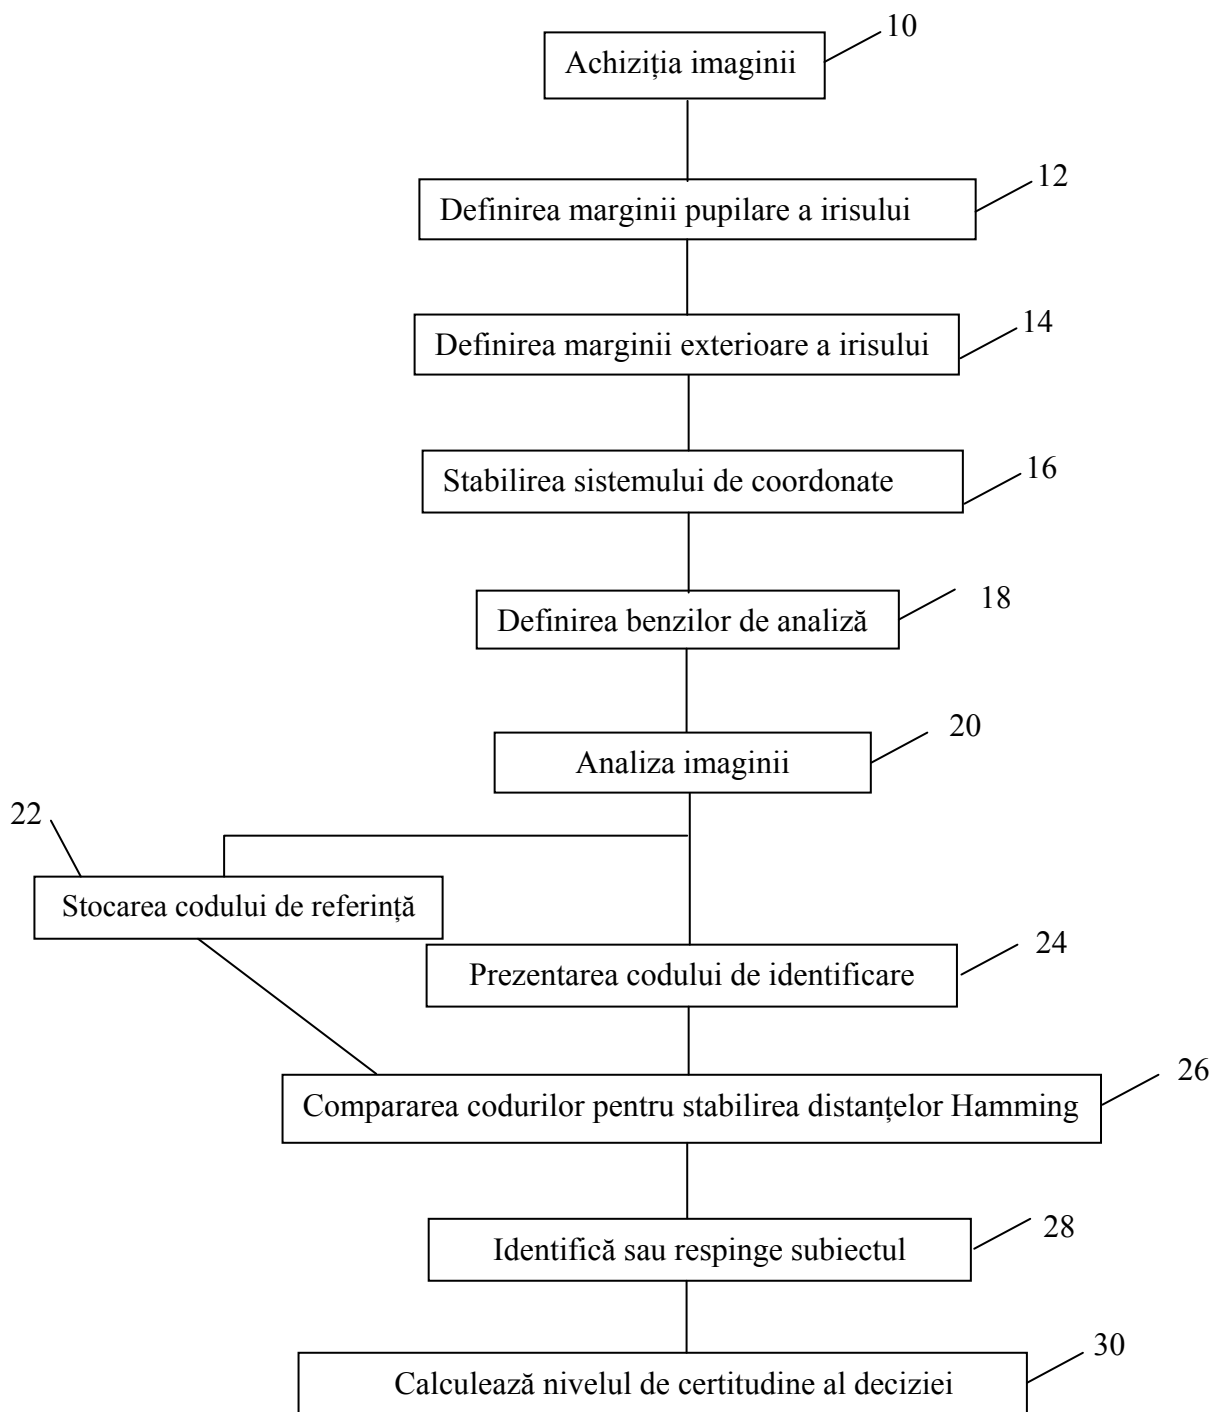 10
Achiziția imaginii
12
Definirea marginii pupilare a irisului
14
Definirea marginii exterioare a irisului
16
Stabilirea sistemului de coordonate
18
Definirea benzilor de analiză
20
Analiza imaginii
22
Stocarea codului de referință
24
Prezentarea codului de identificare
26
Compararea codurilor pentru stabilirea distanțelor Hamming
28
Identifică sau respinge subiectul
30
Calculează nivelul de certitudine al deciziei